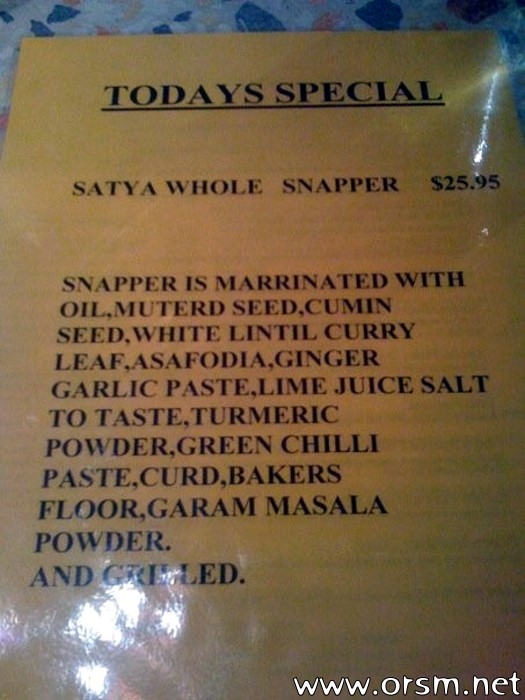 TODAYS SPECIAL
SATYA WHOLE SNAPPER $25.95
SNAPPER IS MARRINATED WITH
OIL,MUTERD SEED,CUMIN
SEED,WHITE LINTIL CURRY
LEAF,ASAFODIA,GINGER
GARLIC PASTE,LIME JUICE SALT
TO TASTE,TURMERIC
POWDER,GREEN CHILLI
PASTE,CURD,BAKERS
FLOOR,GARAM MASALA
POWDER.
AND GRILLED.
www.orsm.net